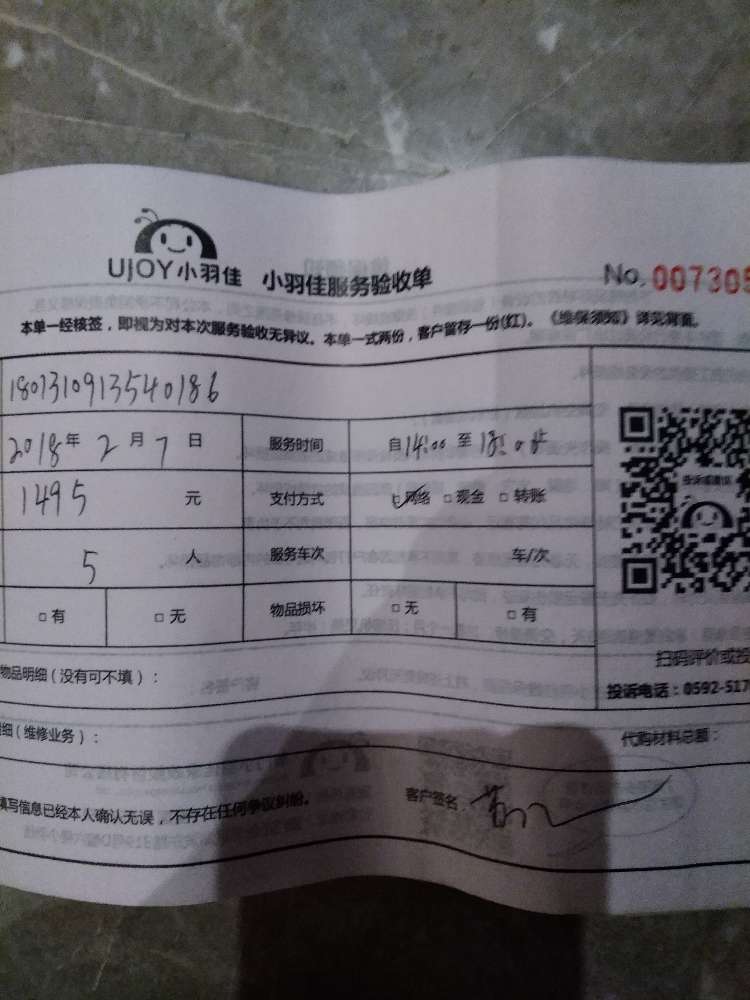 UJOY小羽佳 小羽佳服务验收单 No. 007305
本单一经核签，即视为对本次服务验收无异议。本单一式两份，客户留存一份(红)。《维保须知》详见背面。
180131091354018 6
2018年 2 月 7 日 服务时间 自14:00 至
1495 元 支付方式 网络 □现金 □转账
5 人 服务车次 车/次
□有 □无 物品损坏 □无 □有
扫码评价或投
物品明细（没有可不填）：
投诉电话：0592-517
细（维修业务）： 代购材料总额：
填写信息已经本人确认无误，不存在任何争议纠纷。 客户签名：